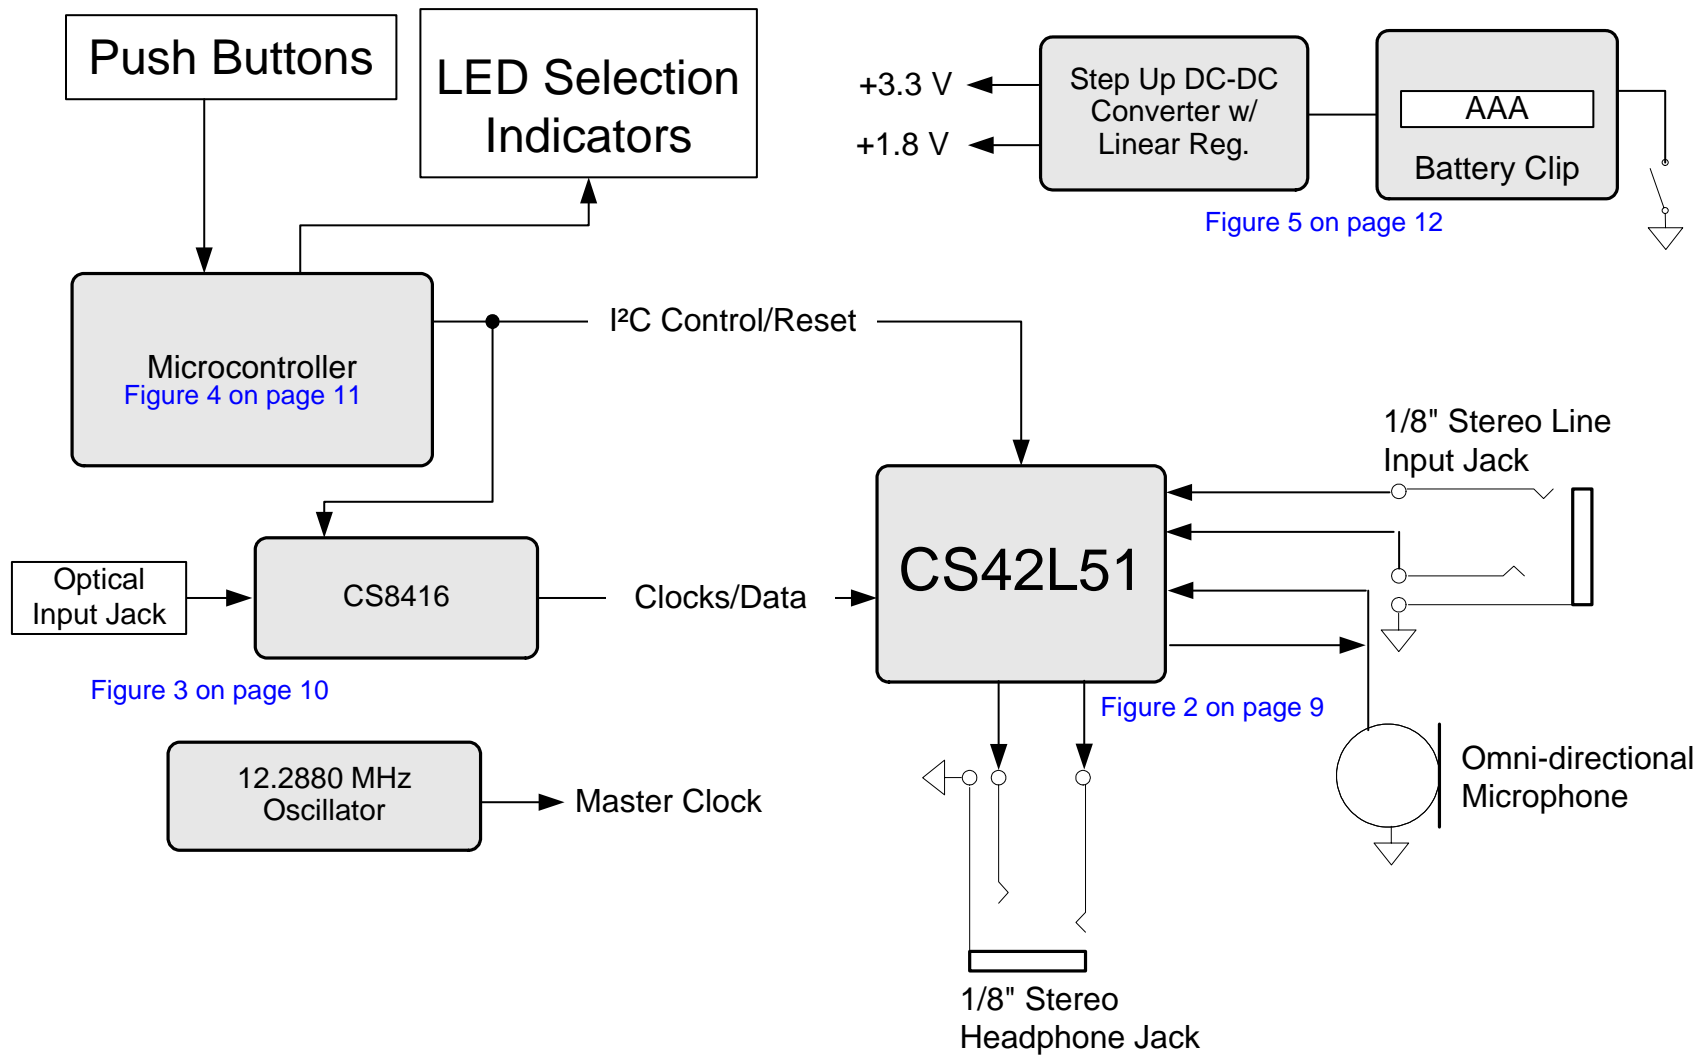 Push Buttons
LED Selection
Indicators
+3.3 V
+1.8 V
Step Up DC-DC
Converter w/
Linear Reg.
AAA
Battery Clip
Figure 5 on page 12
Microcontroller
Figure 4 on page 11
I²C Control/Reset
1/8" Stereo Line
Input Jack
Optical
Input Jack
CS8416
Clocks/Data
CS42L51
Figure 3 on page 10
Figure 2 on page 9
12.2880 MHz
Oscillator
Master Clock
Omni-directional
Microphone
1/8" Stereo
Headphone Jack